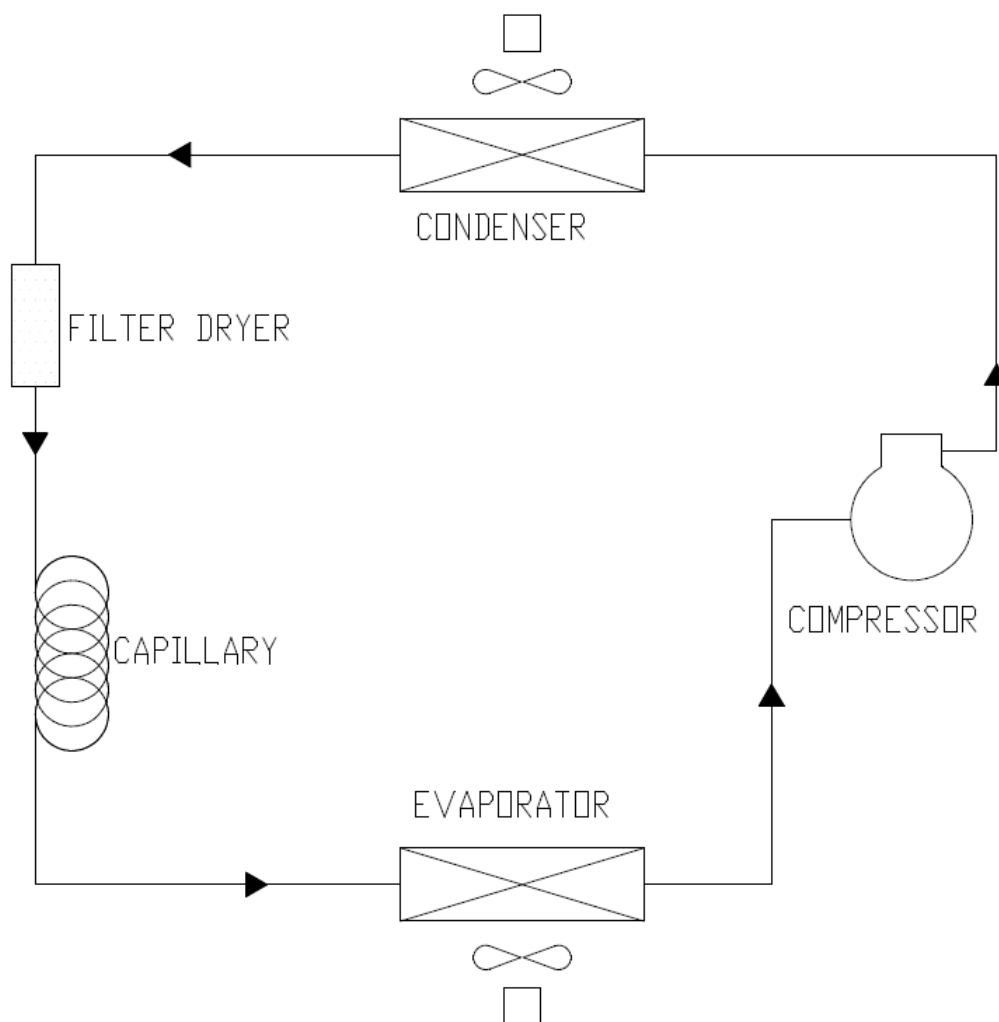 CONDENSER
FILTER DRYER
COMPRESSOR
CAPILLARY
EVAPORATOR